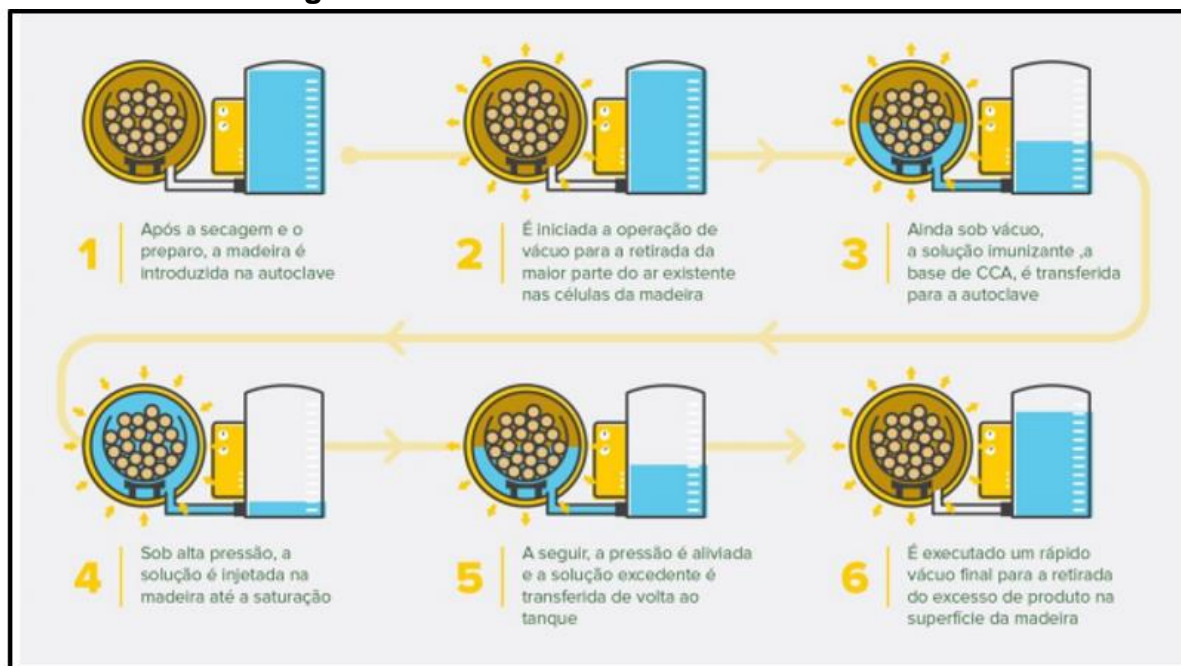 1
Após a secagem e o
preparo, a madeira é
introduzida na autoclave
2
É iniciada a operação de
vácuo para a retirada da
maior parte do ar existente
nas células da madeira
3
Ainda sob vácuo,
a solução imunizante ,a
base de CCA, é transferida
para a autoclave
4
Sob alta pressão, a
solução é injetada na
madeira até a saturação
5
A seguir, a pressão é aliviada
e a solução excedente é
transferida de volta ao
tanque
6
É executado um rápido
vácuo final para a retirada
do excesso de produto na
superfície da madeira